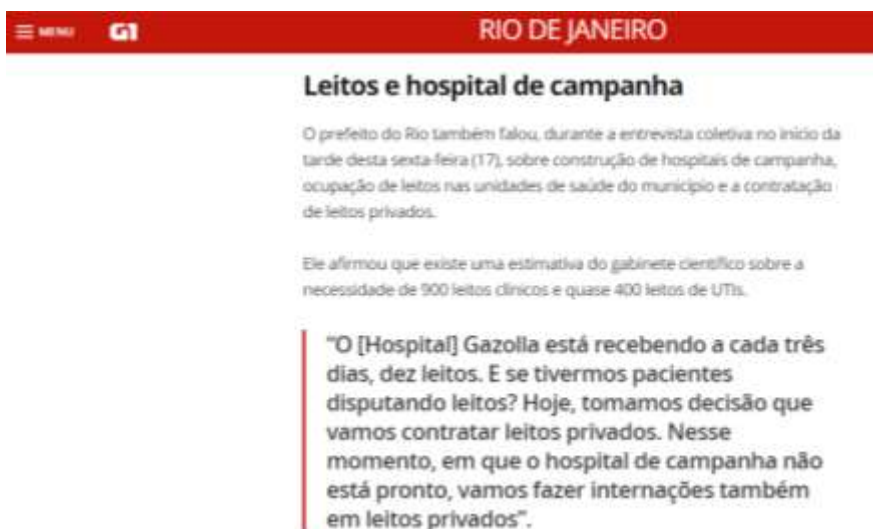 MENU G1 RIO DE JANEIRO
Leitos e hospital de campanha
O prefeito do Rio também falou, durante a entrevista coletiva no início da
tarde desta sexta-feira (17), sobre construção de hospitais de campanha,
ocupação de leitos nas unidades de saúde do município e a contratação
de leitos privados.
Ele afirmou que existe uma estimativa do gabinete científico sobre a
necessidade de 900 leitos clínicos e quase 400 leitos de UTIs.
"O [Hospital] Gazolla está recebendo a cada três
dias, dez leitos. E se tivermos pacientes
disputando leitos? Hoje, tomamos decisão que
vamos contratar leitos privados. Nesse
momento, em que o hospital de campanha não
está pronto, vamos fazer internações também
em leitos privados".